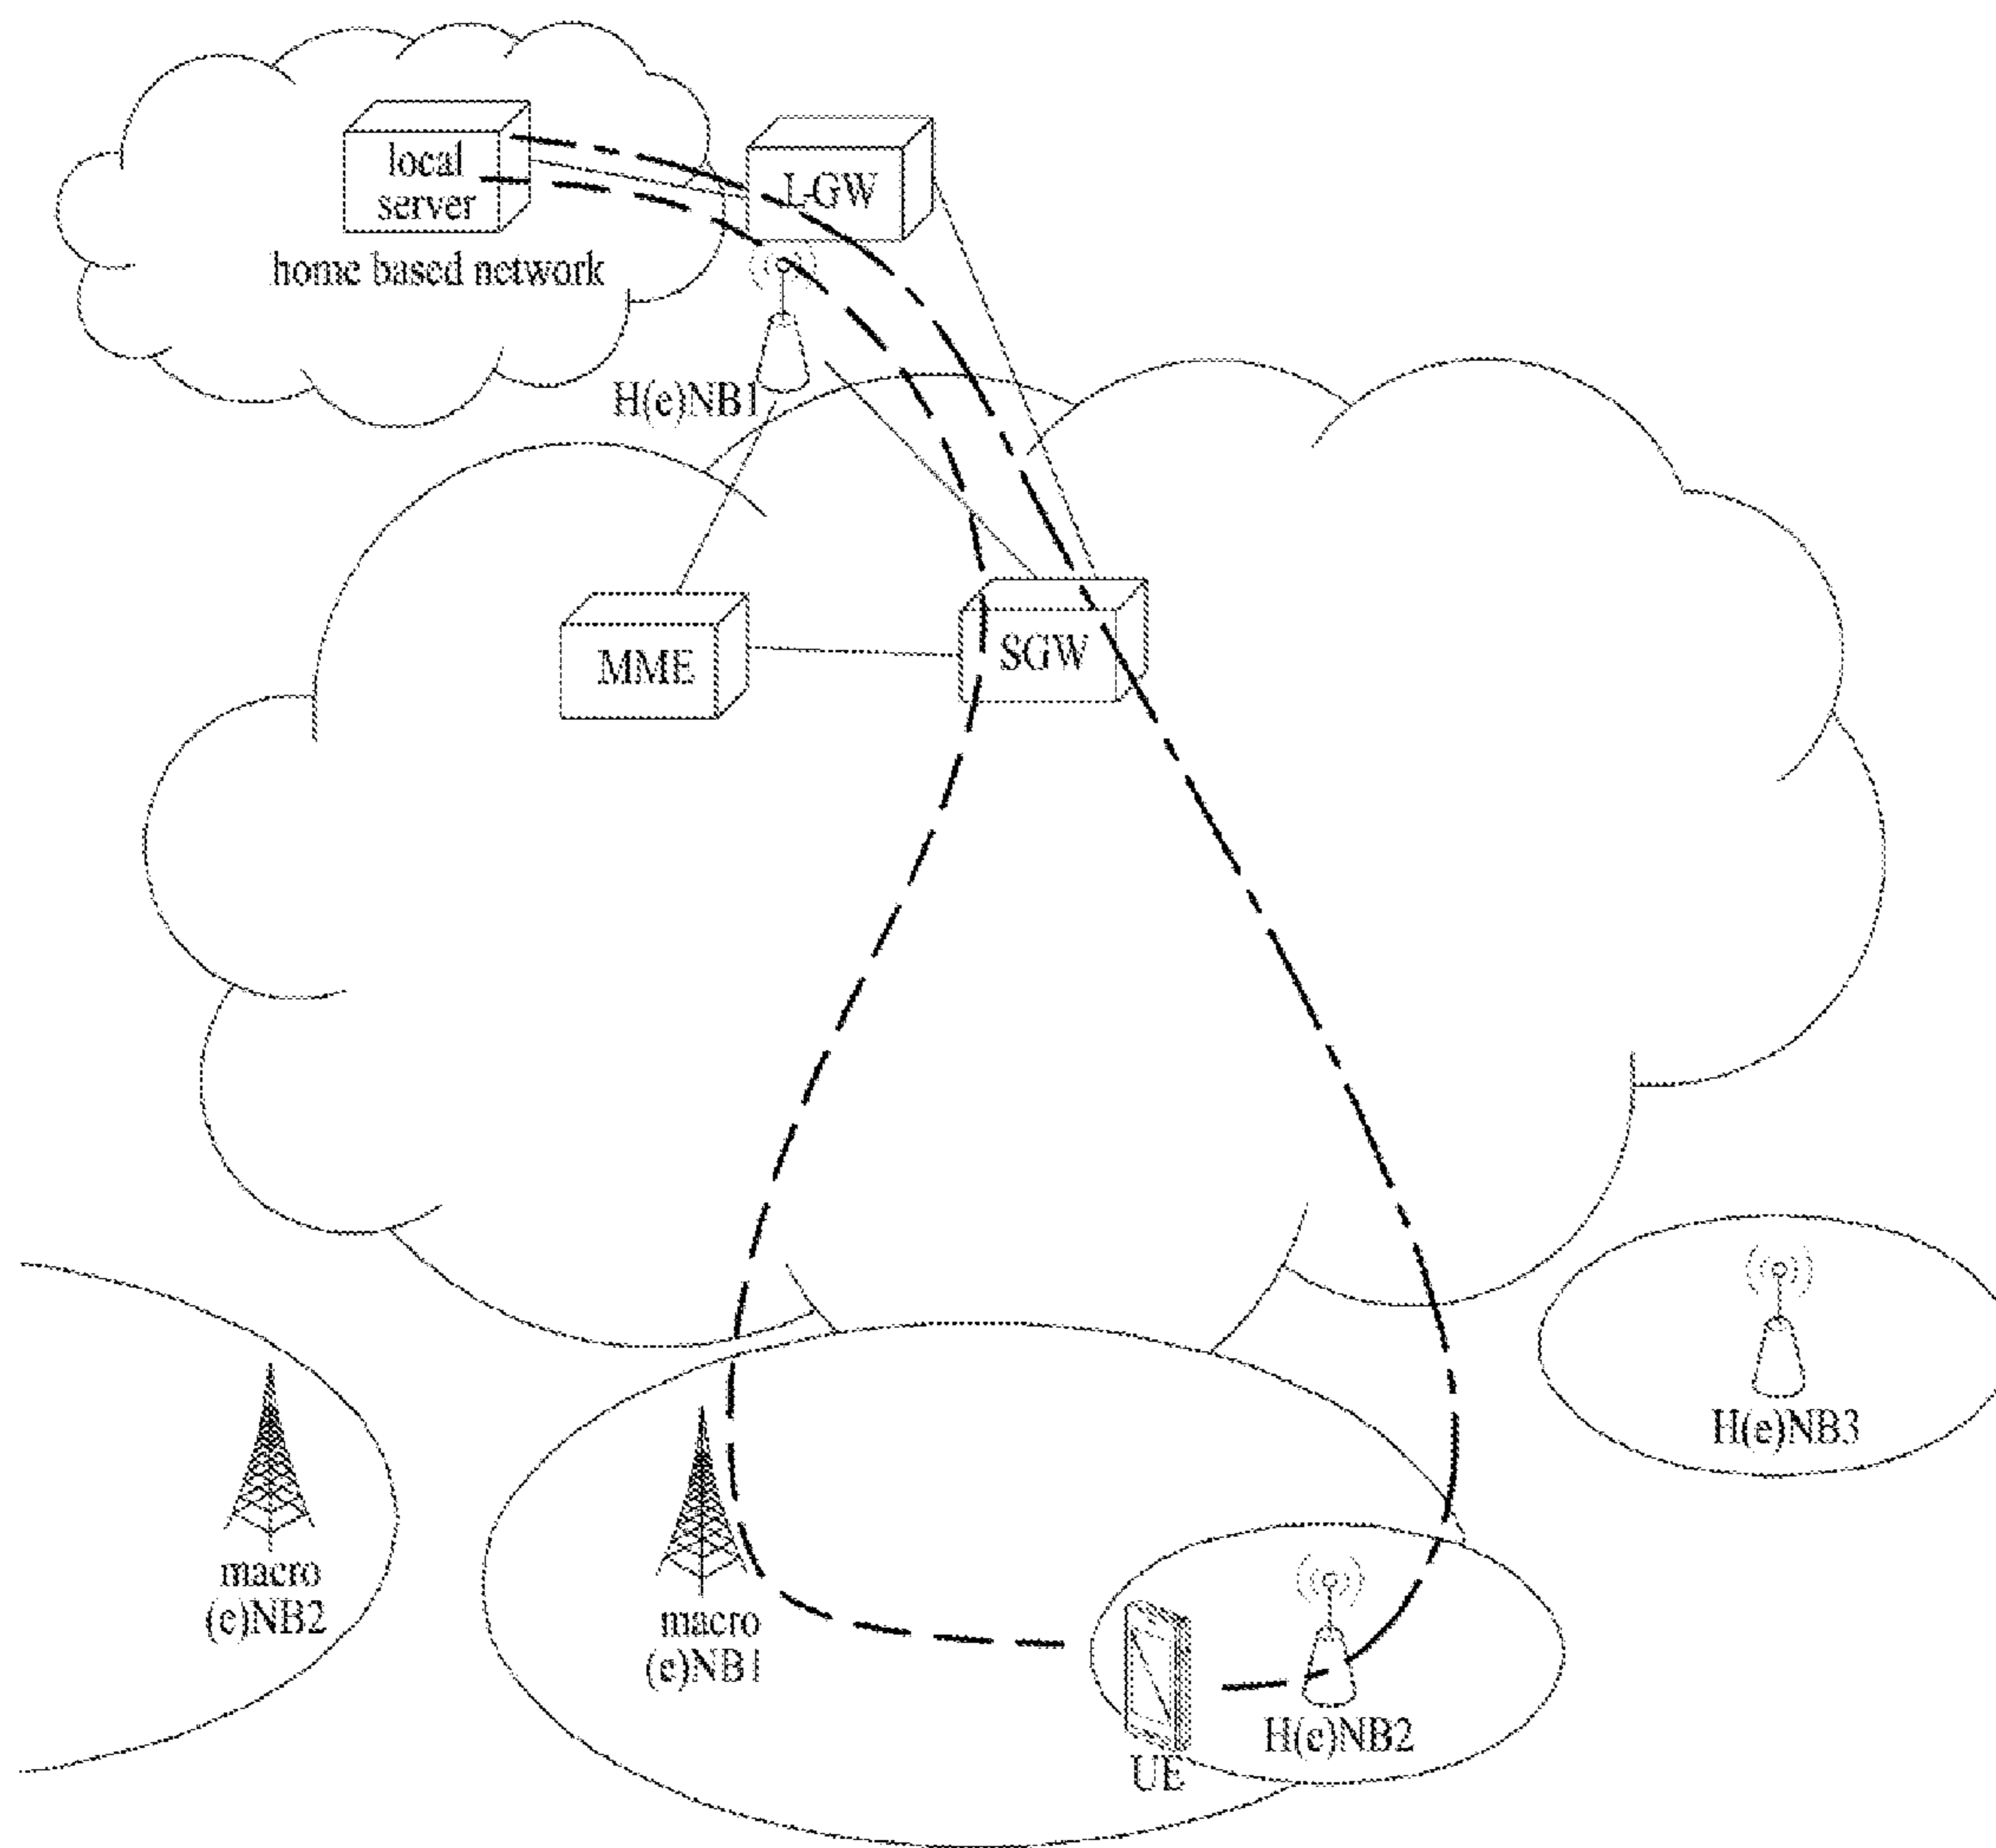 local
server
L-GW
home based network
H(e)NB1
MME
SGW
H(e)NB3
macro
(e)NB2
macro
(e)NB1
H(e)NB2
UE